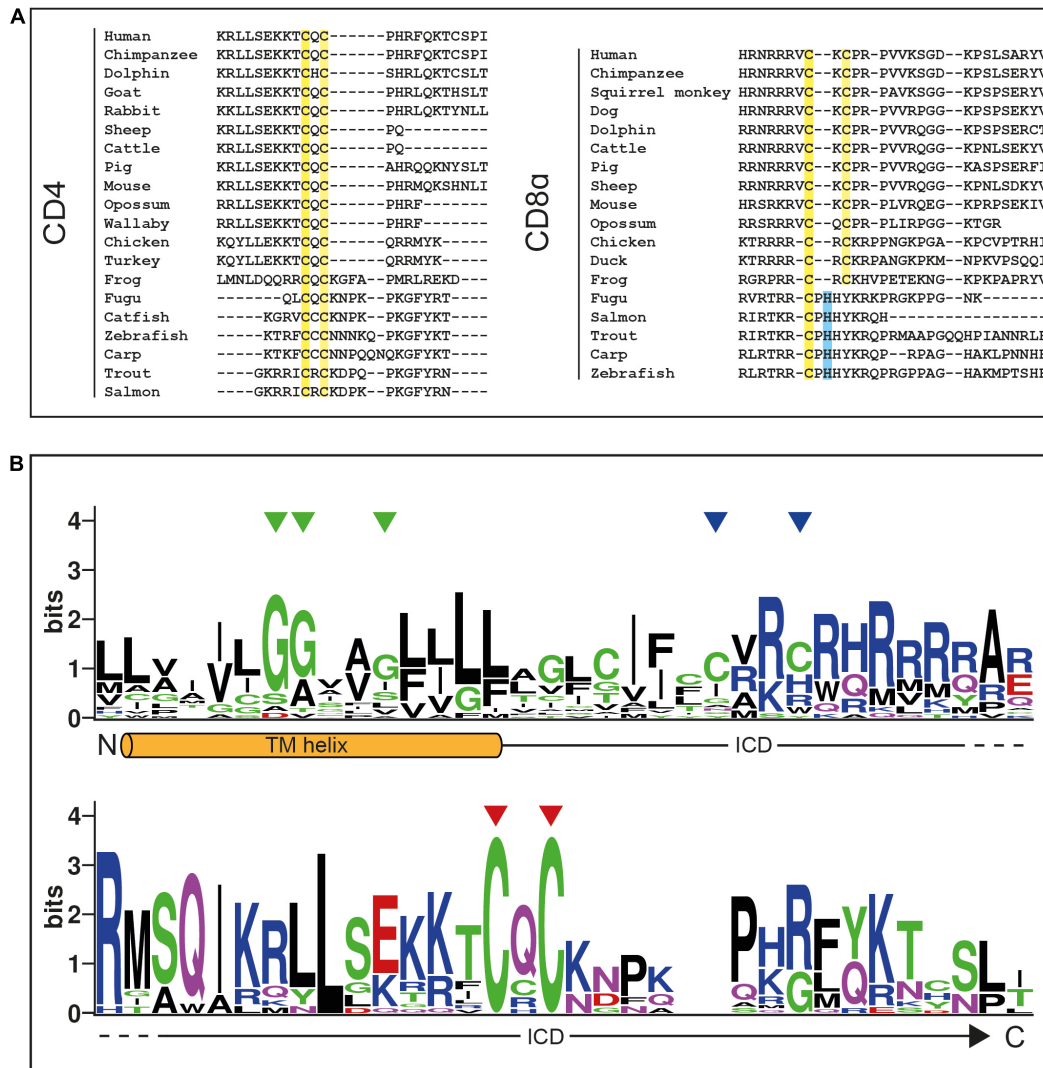 A
CD4
Human KRLLSEKKTCQC------PHRFQKTCSPI
Chimpanzee KRLLSEKKTCQC------PHRFQKTCSPI
Dolphin KRLLSEKKTCHC------SHRLQKTCSLT
Goat KRLLSEKKTCQC------PHRLQKTHSLT
Rabbit KKLLSEKKTCQC------PHRLQKTYNLL
Sheep KRLLSEKKTCQC------PQ---------
Cattle KRLLSEKKTCQC------PQ---------
Pig KRLLSEKKTCQC------AHRQQKNYSLT
Mouse KRLLSEKKTCQC------PHRMQKSHNLI
Opossum RRLLSEKKTCQC------PHRF-------
Wallaby RRLLSEKKTCQC------PHRF-------
Chicken KQYLLEKKTCQC------QRRMYK-----
Turkey KQYLLEKKTCQC------QRRMYK-----
Frog LMNLDQQRRCQCKGFA--PMRLREKD---
Fugu -------QLCQCKNPK--PKGFYRT----
Catfish -----KGRVCCCKNPK--PKGFYKT----
Zebrafish -----KTRFCCCNNNKQ-PKGFYKT----
Carp -----KTKFCCCNNPQQNQKGFYKT----
Trout ----GKRRICRCKDPQ--PKGFYRN----
Salmon ----GKRRICRCKDPK--PKGFYRN----
CD8α
Human HRNRRRVC--KCPR-PVVKSGD--KPSLSARYV
Chimpanzee HRNRRRVC--KCPR-PVVKSGD--KPSLSARYV
Squirrel monkey HRNRRRVC--KCPR-PAVKSGG--KPSLSERYV
Dog HRNRRRVC--KCPR-PVVRPGG--KPSPSEKYV
Dolphin RRNRRRVC--KCPR-PVVRQGG--KPSPSERCT
Cattle RRNRRRVC--KCPR-PVVRQGG--KPNLSEKYV
Pig RRNRRRVC--KCPR-PVVRQGG--KASPSERFI
Sheep RRNRRRVC--KCPR-PVVRQGG--KPNLSDKYV
Mouse HRSRKRVC--KCPR-PLVRQEG--KPRPSEKIV
Opossum RRSRRRVC--QCPR-PLIRPGG--KTGR
Chicken KTRRRR-C--RCKRPPNGKPGA--KPCVPTRHI
Duck KTRRRR-C--RCKRPANGKPKM--NPKVPSQQI
Frog RGRPRR-C--KCKHVPETEKNG--KPKPAPRYV
Fugu RVRTRR-CPHHYKRKPRGKPPG--NK-------
Salmon RIRTKR-CPHHYKRQH-----------------
Trout RIRTKR-CPHHYKRQPRMAAPGQQHPIANNRLP
Carp RLRTRR-CPHHYKRQP--RPAG--HAKLPNNHP
Zebrafish RLRTRR-CPHHYKRQPRGPPAG--HAKMPTSHP
B
bits
4
3
2
1
0
N
TM helix
ICD
bits
4
3
2
1
0
ICD
C